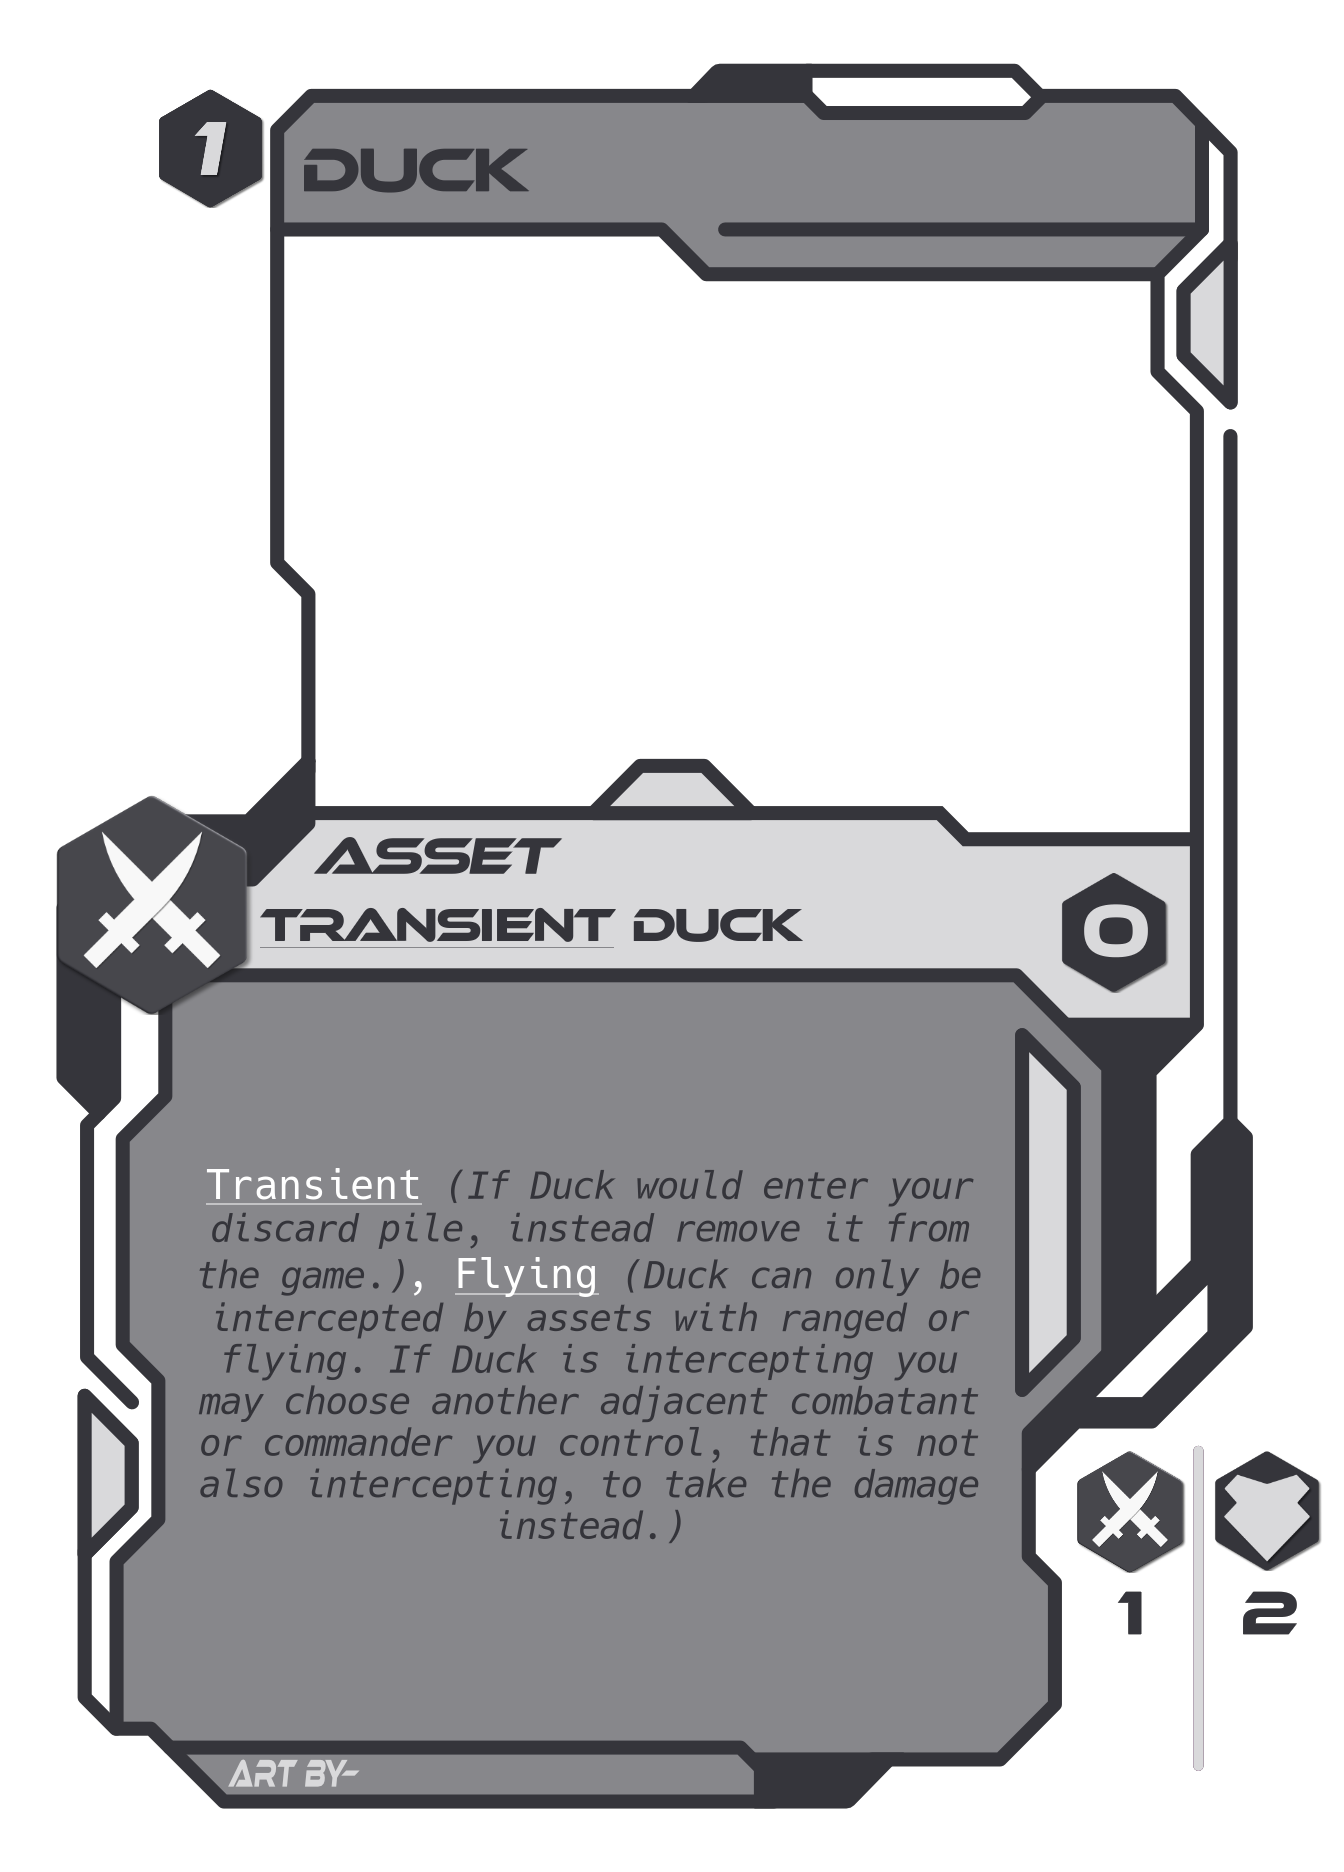 1
DUCK
ASSET
TRANSIENT DUCK
0
Transient (If Duck would enter your
discard pile, instead remove it from
the game.), Flying (Duck can only be
intercepted by assets with ranged or
flying. If Duck is intercepting you
may choose another adjacent combatant
or commander you control, that is not
also intercepting, to take the damage
instead.)
1
2
ART BY-